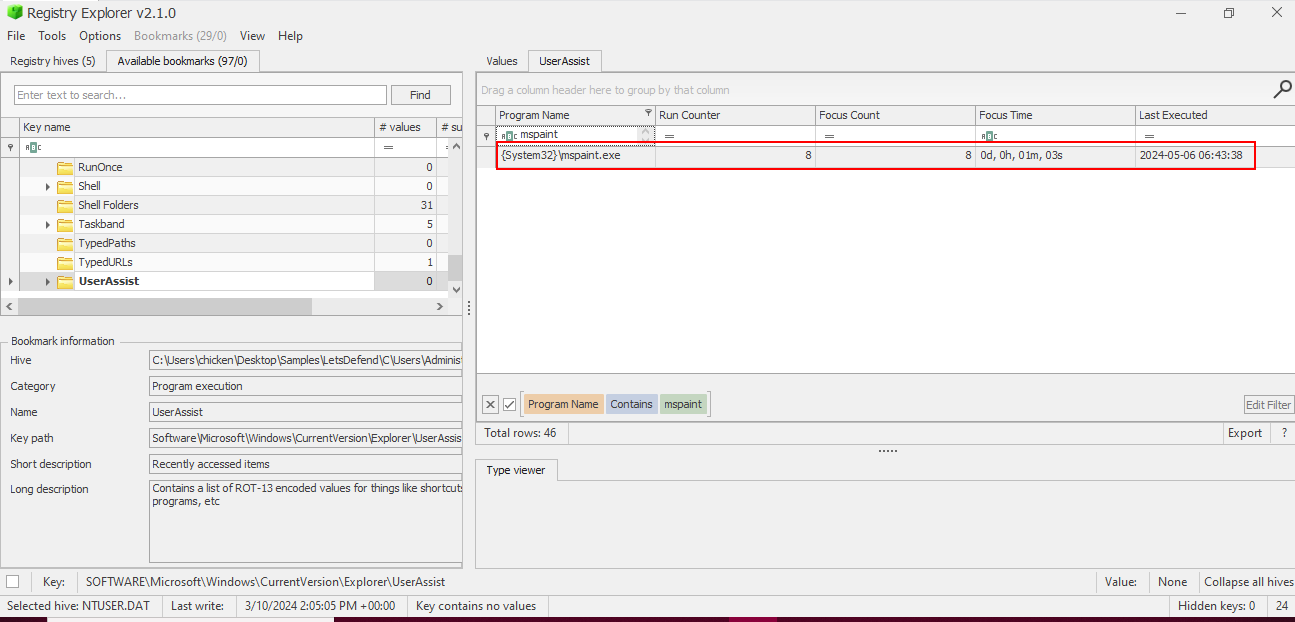 Registry Explorer v2.1.0
File Tools Options Bookmarks (29/0) View Help
Registry hives (5) Available bookmarks (97/0)
Enter text to search... Find
Key name # values # su
RunOnce 0
Shell 0
Shell Folders 31
Taskband 5
TypedPaths 0
TypedURLs 1
UserAssist 0
Bookmark information
Hive C:\Users\chicken\Desktop\Samples\LetsDefend\C\Users\Adminis
Category Program execution
Name UserAssist
Key path Software\Microsoft\Windows\CurrentVersion\Explorer\UserAssis
Short description Recently accessed items
Long description Contains a list of ROT-13 encoded values for things like shortcuts
programs, etc
Values UserAssist
Drag a column header here to group by that column
Program Name Run Counter Focus Count Focus Time Last Executed
mspaint = = =
{System32}\mspaint.exe 8 8 0d, 0h, 01m, 03s 2024-05-06 06:43:38
Program Name Contains mspaint Edit Filter
Total rows: 46 Export ?
Type viewer
Key: SOFTWARE\Microsoft\Windows\CurrentVersion\Explorer\UserAssist Value: None Collapse all hives
Selected hive: NTUSER.DAT Last write: 3/10/2024 2:05:05 PM +00:00 Key contains no values Hidden keys: 0 24